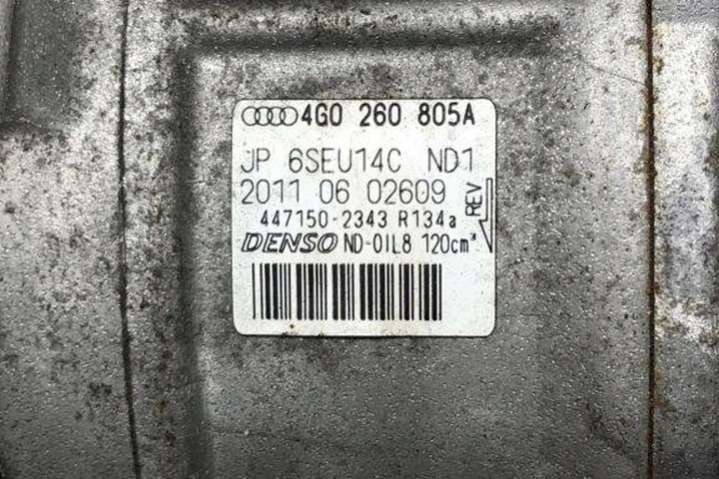 4G0 260 805A
JP 6SEU14C ND1
2011 06 02609
REV
447150-2343 R134a
DENSO ND-OIL8 120cm³